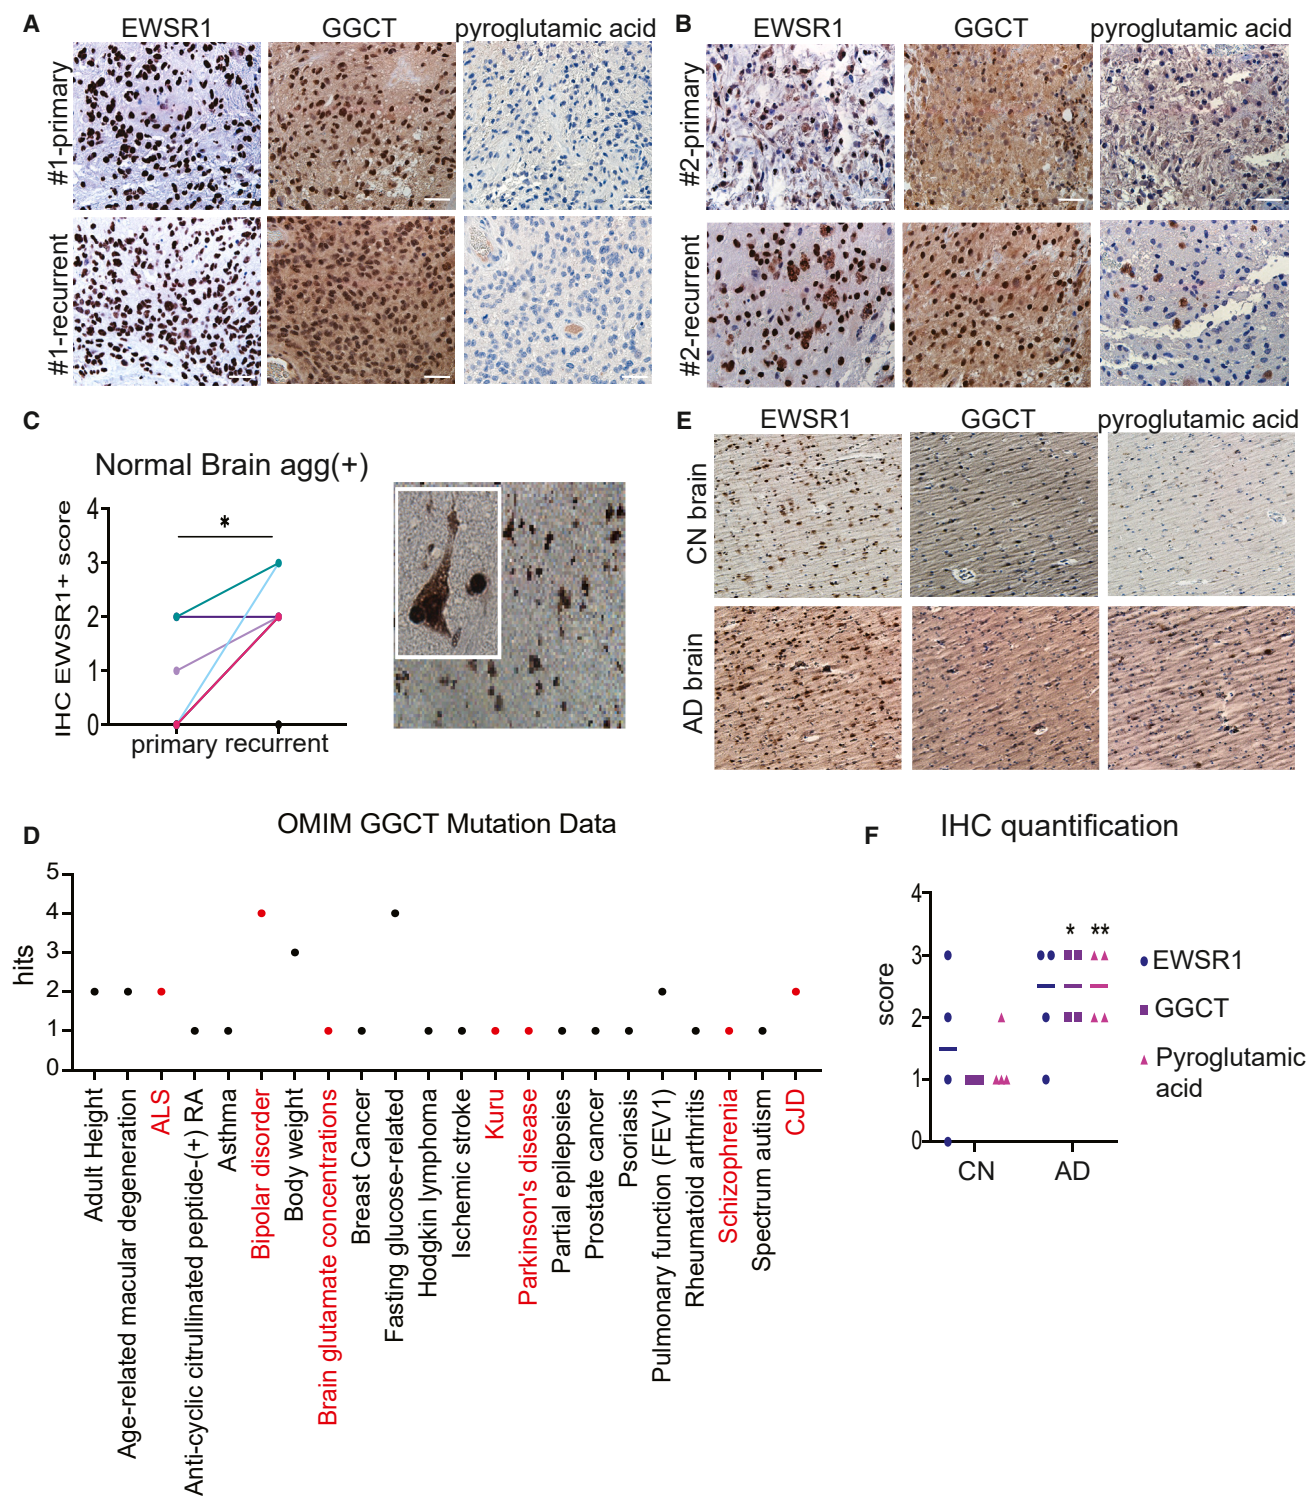 A
EWSR1
GGCT
pyroglutamic acid
#1-primary
#1-recurrent
B
EWSR1
GGCT
pyroglutamic acid
#2-primary
#2-recurrent
C
Normal Brain agg(+)
IHC EWSR1+ score
4
3
2
1
0
*
primary recurrent
E
EWSR1
GGCT
pyroglutamic acid
CN brain
AD brain
D
OMIM GGCT Mutation Data
hits
5
4
3
2
1
0
Adult Height
Age-related macular degeneration
ALS
Anti-cyclic citrullinated peptide-(+) RA
Asthma
Bipolar disorder
Body weight
Brain glutamate concentrations
Breast Cancer
Fasting glucose-related
Hodgkin lymphoma
Ischemic stroke
Kuru
Parkinson's disease
Partial epilepsies
Prostate cancer
Psoriasis
Pulmonary function (FEV1)
Rheumatoid arthritis
Schizophrenia
Spectrum autism
CJD
F
IHC quantification
score
4
3
2
1
0
* **
CN
AD
EWSR1
GGCT
Pyroglutamic
acid